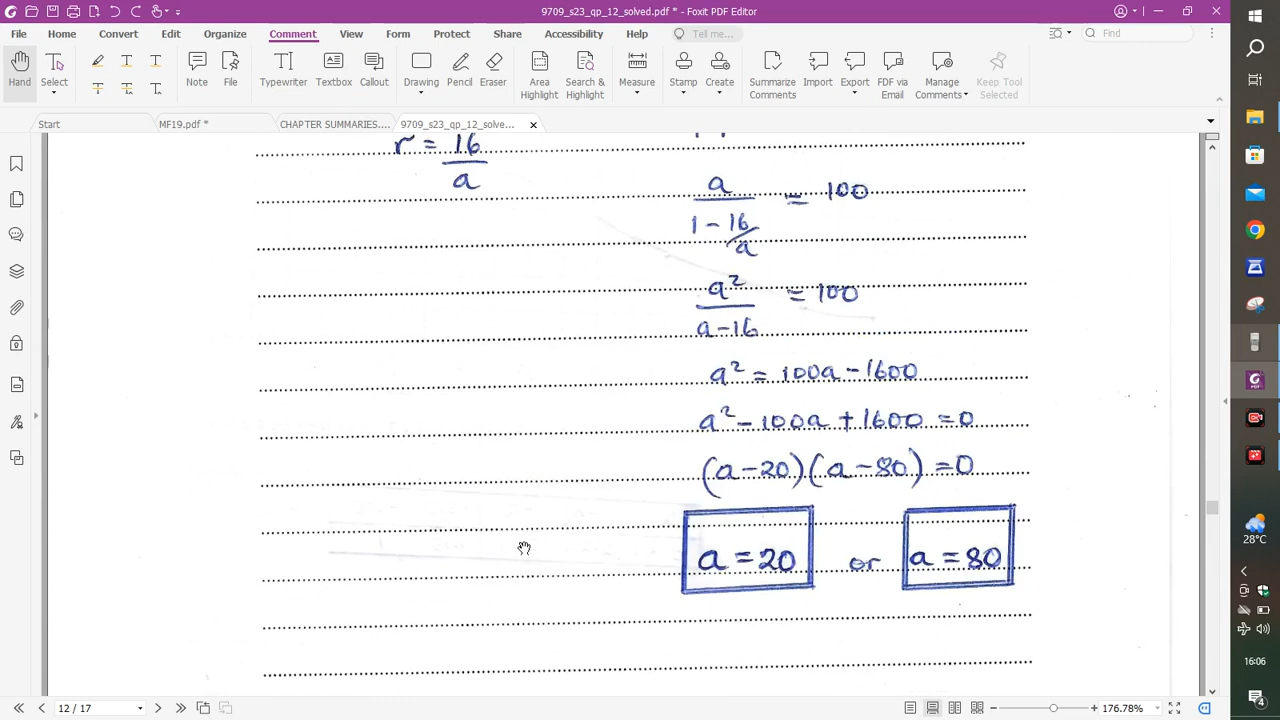 9709_s23_qp_12_solved.pdf * - Foxit PDF Editor
File Home Convert Edit Organize Comment View Form Protect Share Accessibility Help Tell me... Find
Hand Select Note File Typewriter Textbox Callout Drawing Pencil Eraser Area Highlight Search & Highlight Measure Stamp Create Summarize Comments Import Export FDF via Email Manage Comments Keep Tool Selected
Start MF19.pdf * CHAPTER SUMMARIES.... 9709_s23_qp_12_solve...
r = 16/a
a/(1 - 16/a) = 100
a²/(a-16) = 100
a² = 100a - 1600
a² - 100a + 1600 = 0
(a-20)(a-80) = 0
a = 20 or a = 80
12 / 17 176.78%
28°C
16:06
4